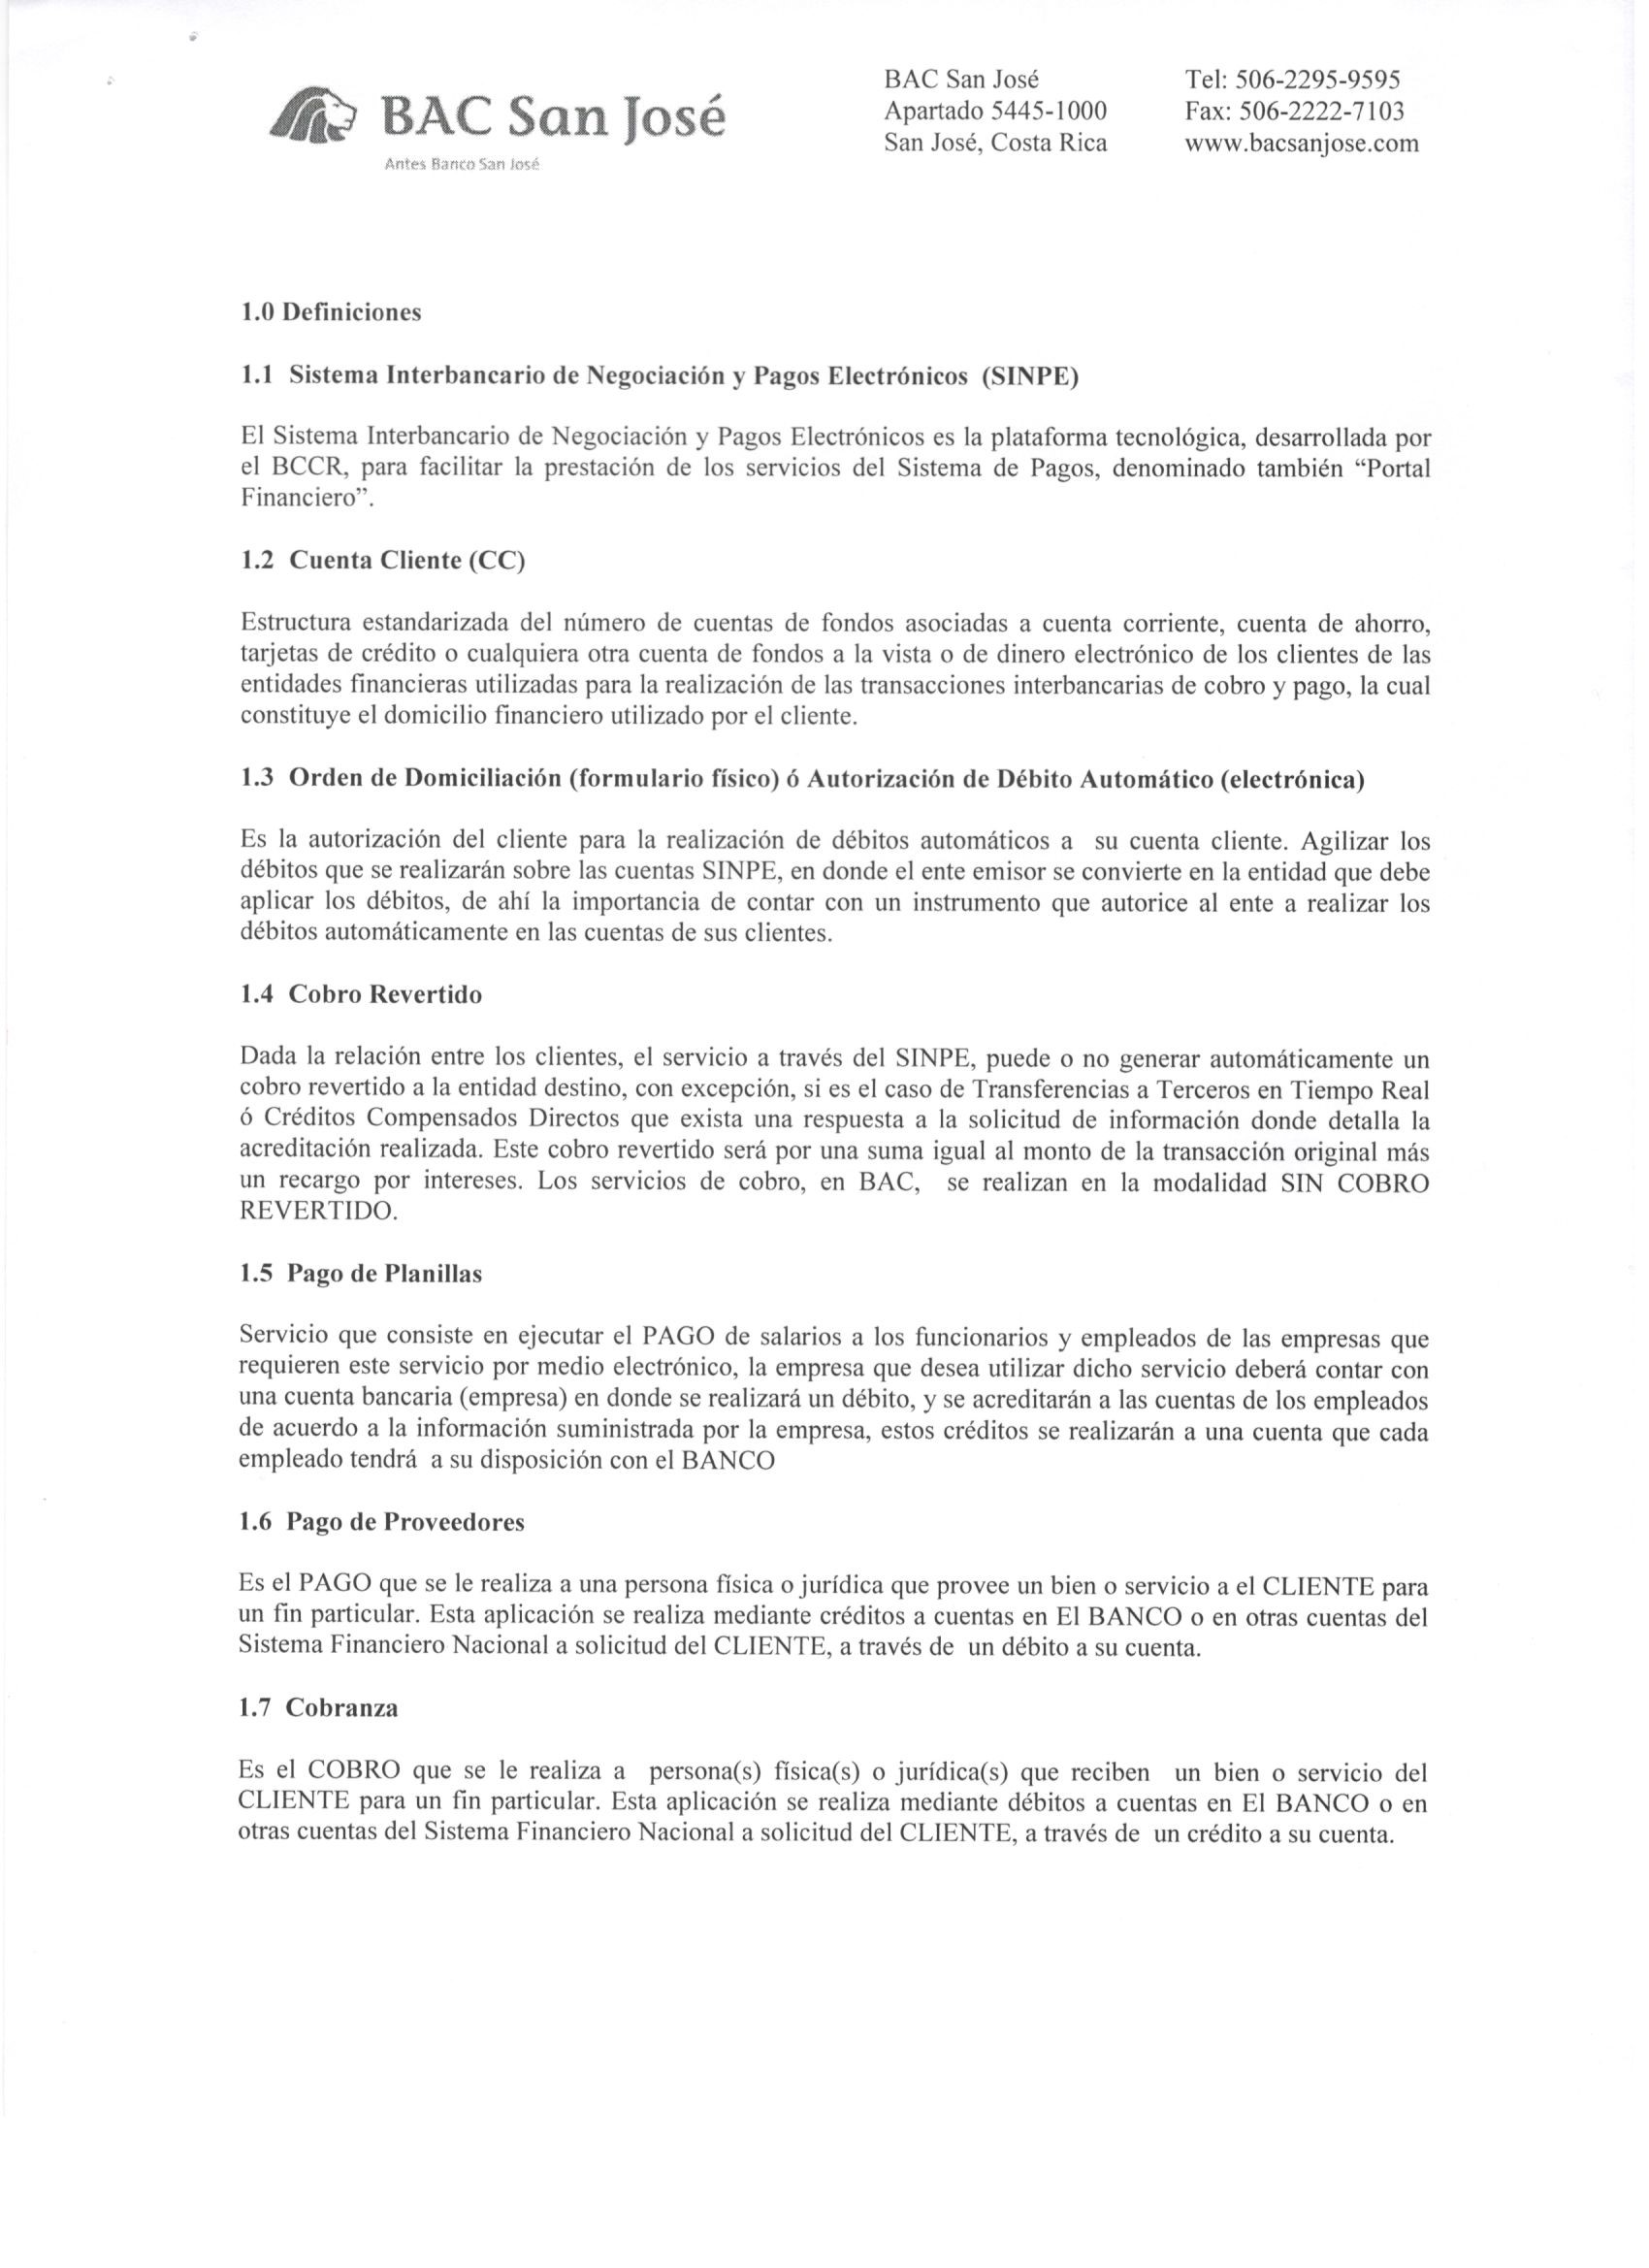 BAC San José
Antes Banco San José
BAC San José
Apartado 5445-1000
San José, Costa Rica
Tel: 506-2295-9595
Fax: 506-2222-7103
www.bacsanjose.com
1.0 Definiciones
1.1 Sistema Interbancario de Negociación y Pagos Electrónicos (SINPE)
El Sistema Interbancario de Negociación y Pagos Electrónicos es la plataforma tecnológica, desarrollada por
el BCCR, para facilitar la prestación de los servicios del Sistema de Pagos, denominado también “Portal
Financiero”.
1.2 Cuenta Cliente (CC)
Estructura estandarizada del número de cuentas de fondos asociadas a cuenta corriente, cuenta de ahorro,
tarjetas de crédito o cualquiera otra cuenta de fondos a la vista o de dinero electrónico de los clientes de las
entidades financieras utilizadas para la realización de las transacciones interbancarias de cobro y pago, la cual
constituye el domicilio financiero utilizado por el cliente.
1.3 Orden de Domiciliación (formulario físico) ó Autorización de Débito Automático (electrónica)
Es la autorización del cliente para la realización de débitos automáticos a su cuenta cliente. Agilizar los
débitos que se realizarán sobre las cuentas SINPE, en donde el ente emisor se convierte en la entidad que debe
aplicar los débitos, de ahí la importancia de contar con un instrumento que autorice al ente a realizar los
débitos automáticamente en las cuentas de sus clientes.
1.4 Cobro Revertido
Dada la relación entre los clientes, el servicio a través del SINPE, puede o no generar automáticamente un
cobro revertido a la entidad destino, con excepción, si es el caso de Transferencias a Terceros en Tiempo Real
ó Créditos Compensados Directos que exista una respuesta a la solicitud de información donde detalla la
acreditación realizada. Este cobro revertido será por una suma igual al monto de la transacción original más
un recargo por intereses. Los servicios de cobro, en BAC, se realizan en la modalidad SIN COBRO
REVERTIDO.
1.5 Pago de Planillas
Servicio que consiste en ejecutar el PAGO de salarios a los funcionarios y empleados de las empresas que
requieren este servicio por medio electrónico, la empresa que desea utilizar dicho servicio deberá contar con
una cuenta bancaria (empresa) en donde se realizará un débito, y se acreditarán a las cuentas de los empleados
de acuerdo a la información suministrada por la empresa, estos créditos se realizarán a una cuenta que cada
empleado tendrá a su disposición con el BANCO
1.6 Pago de Proveedores
Es el PAGO que se le realiza a una persona física o jurídica que provee un bien o servicio a el CLIENTE para
un fin particular. Esta aplicación se realiza mediante créditos a cuentas en El BANCO o en otras cuentas del
Sistema Financiero Nacional a solicitud del CLIENTE, a través de un débito a su cuenta.
1.7 Cobranza
Es el COBRO que se le realiza a persona(s) física(s) o jurídica(s) que reciben un bien o servicio del
CLIENTE para un fin particular. Esta aplicación se realiza mediante débitos a cuentas en El BANCO o en
otras cuentas del Sistema Financiero Nacional a solicitud del CLIENTE, a través de un crédito a su cuenta.